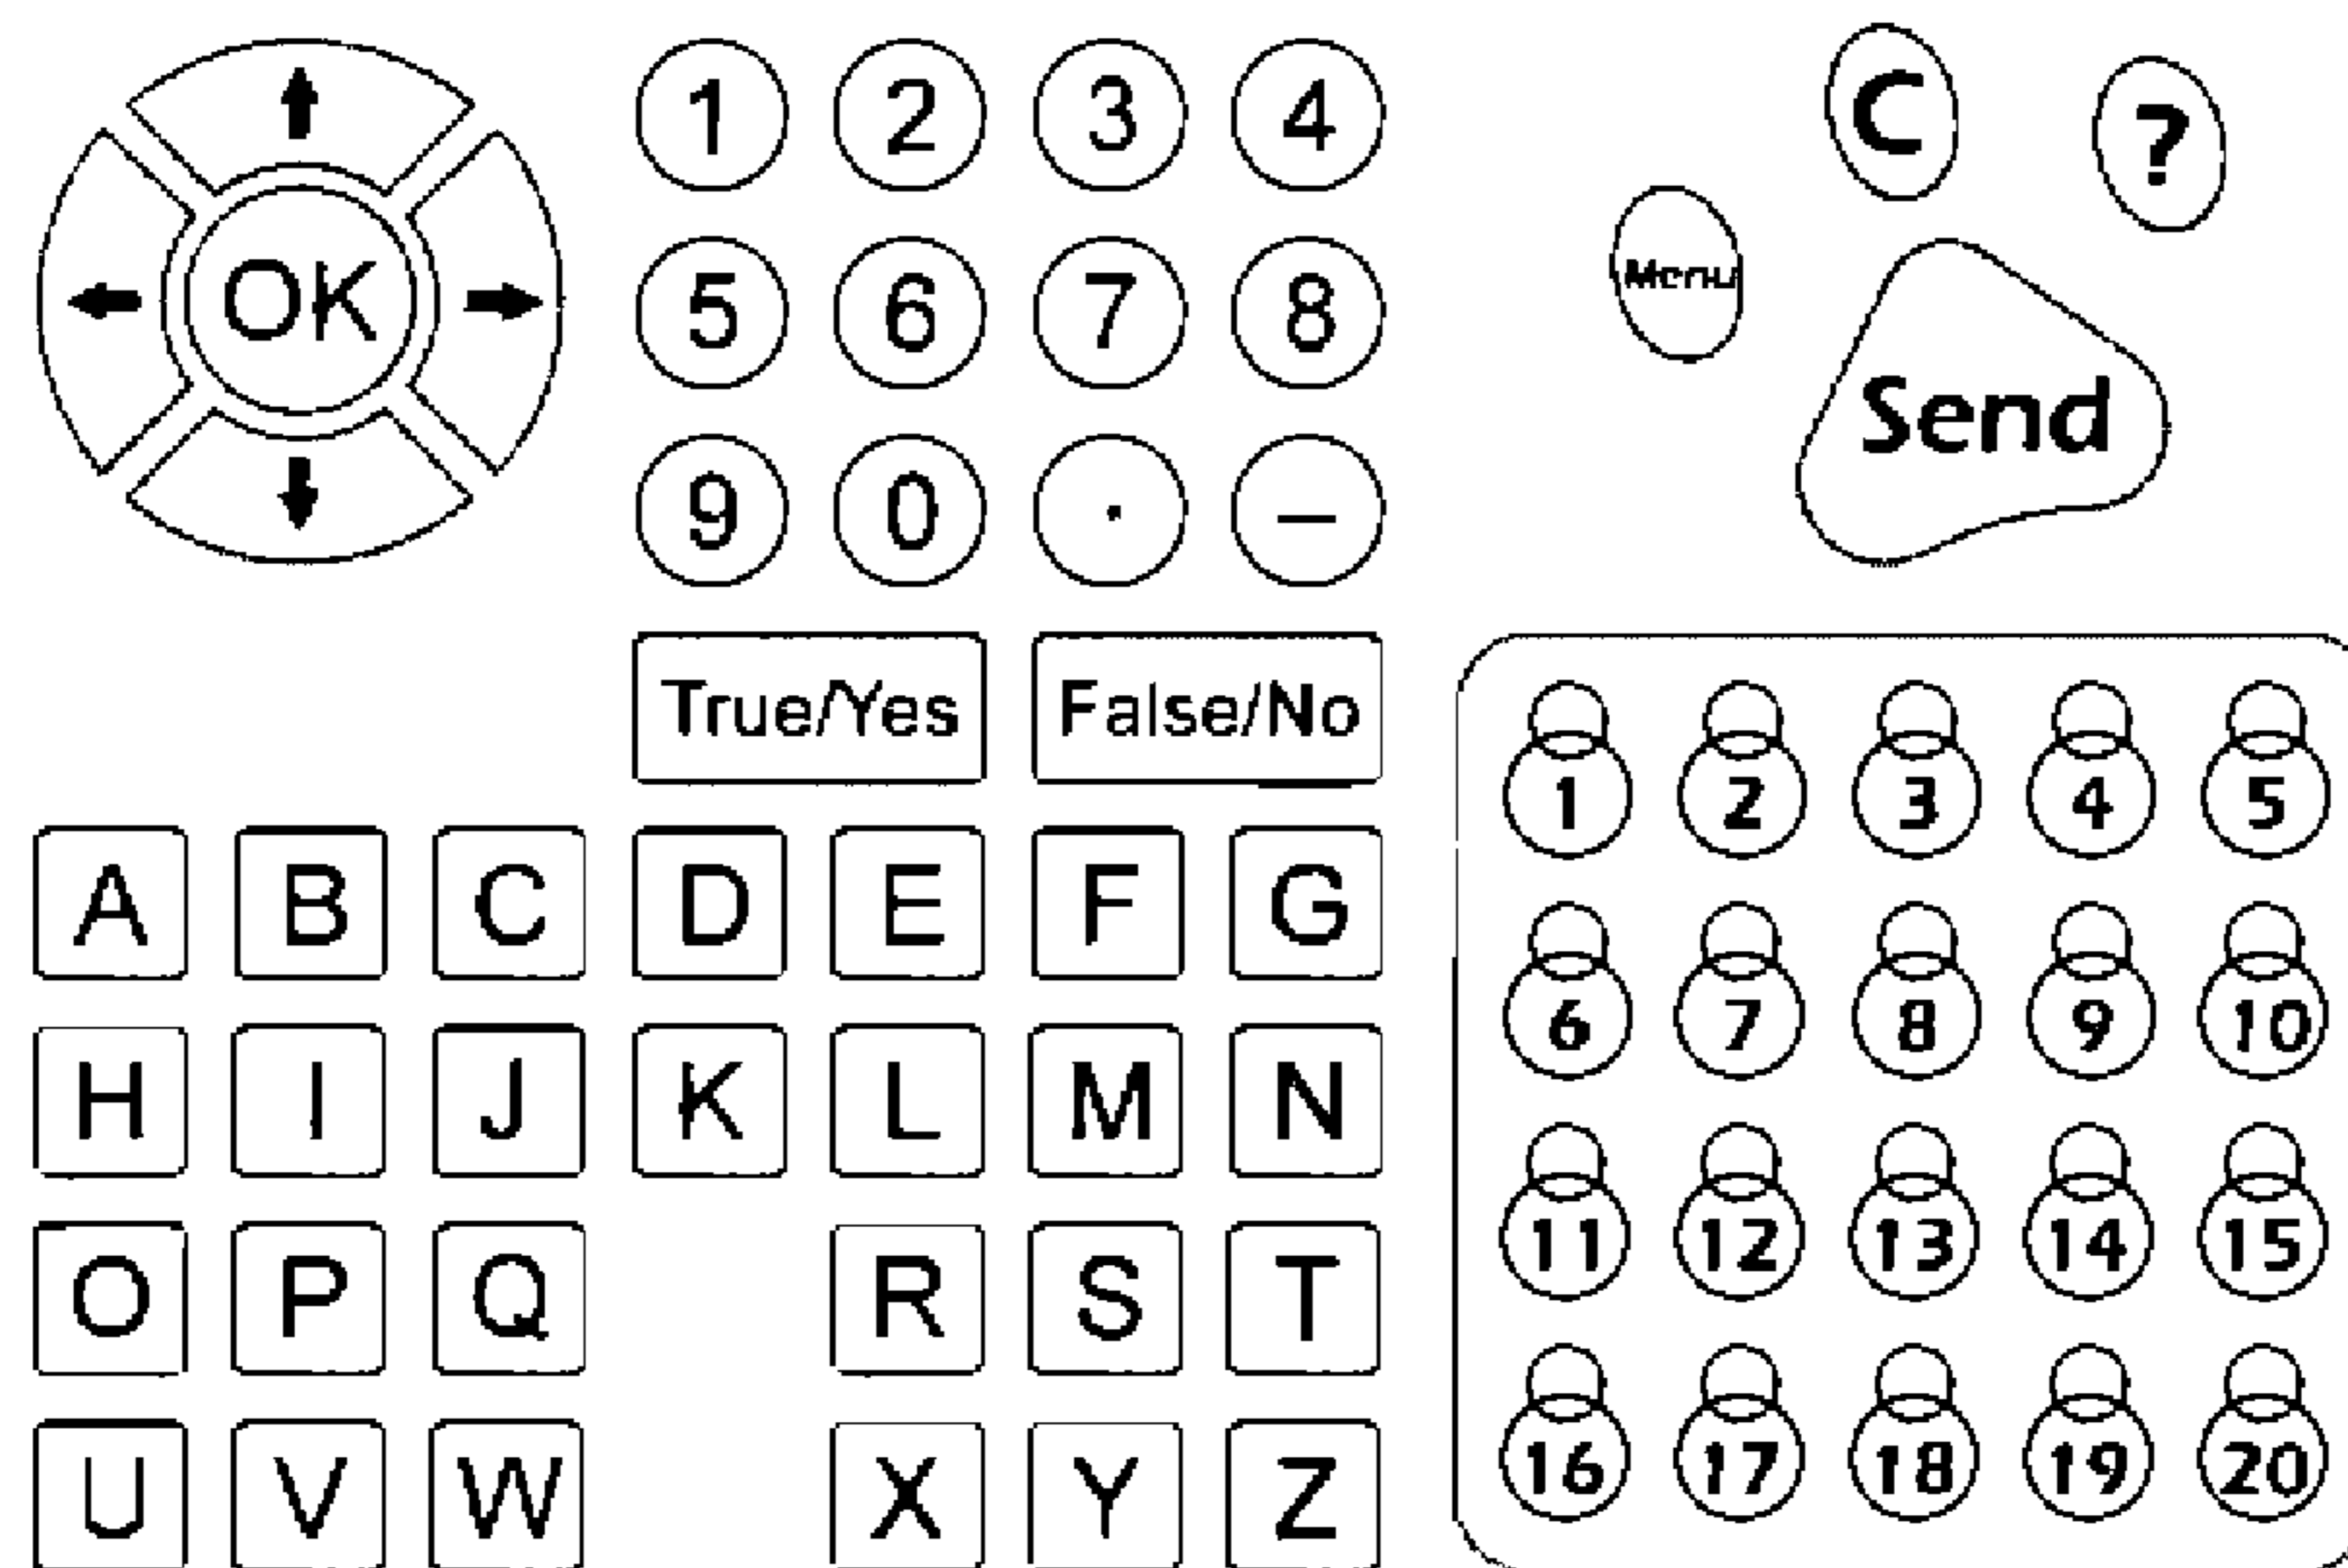 1 2 3 4
C ?
OK
5 6 7 8
Menu
Send
9 0 . –
True/Yes False/No
1 2 3 4 5
A B C D E F G
6 7 8 9 10
H I J K L M N
11 12 13 14 15
O P Q R S T
16 17 18 19 20
U V W X Y Z